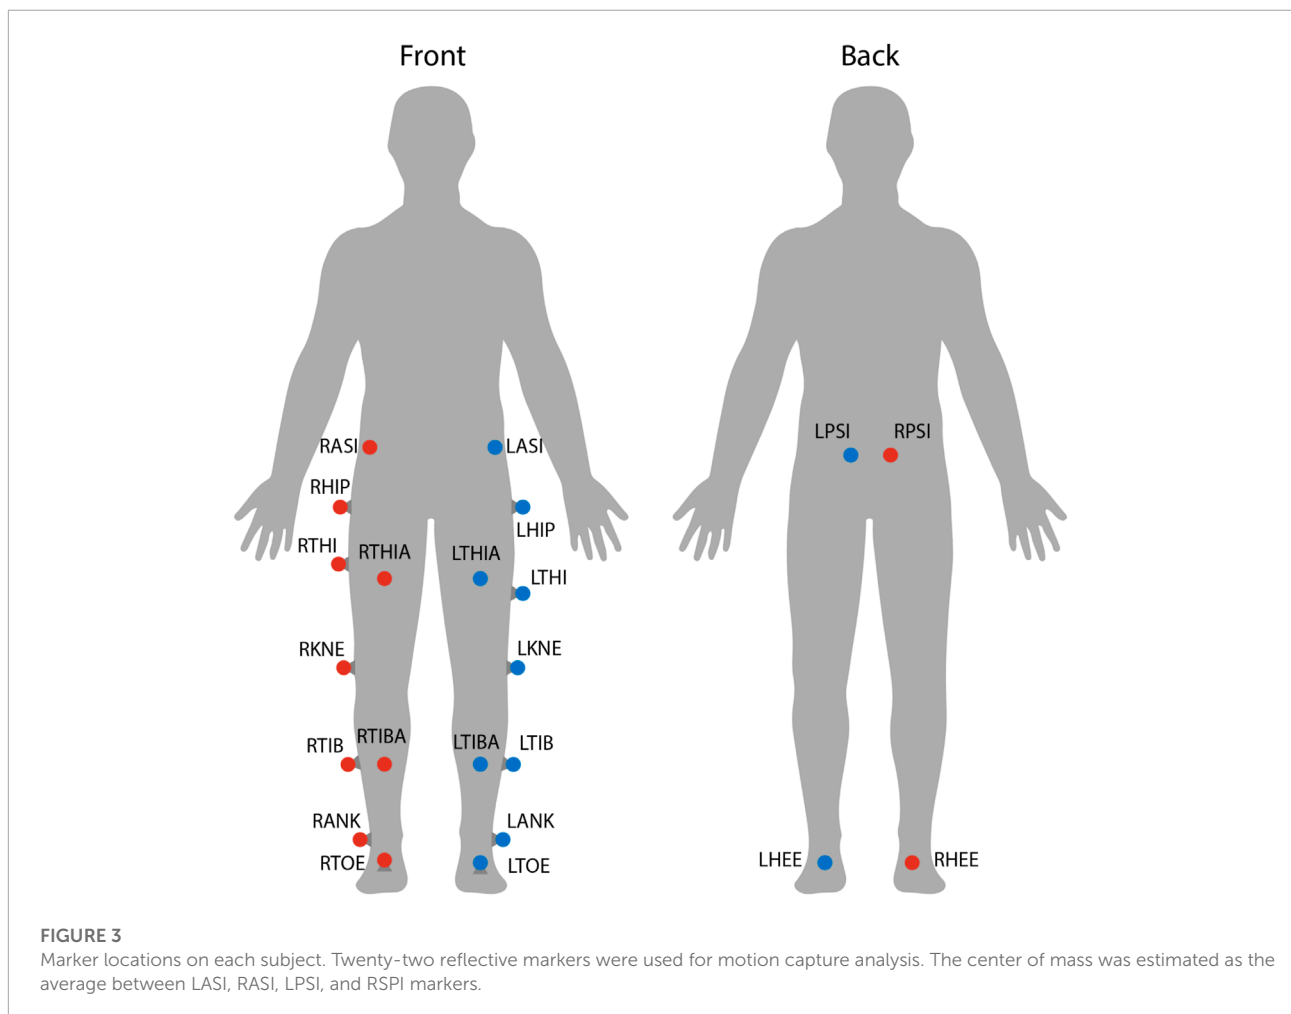 Front
Back
RASI
LASI
LPSI
RPSI
RHIP
LHIP
RTHI
RTHIA
LTHIA
LTHI
RKNE
LKNE
RTIB
RTIBA
LTIBA
LTIB
RANK
LANK
RTOE
LTOE
LHEE
RHEE
FIGURE 3
Marker locations on each subject. Twenty-two reflective markers were used for motion capture analysis. The center of mass was estimated as the
average between LASI, RASI, LPSI, and RSPI markers.